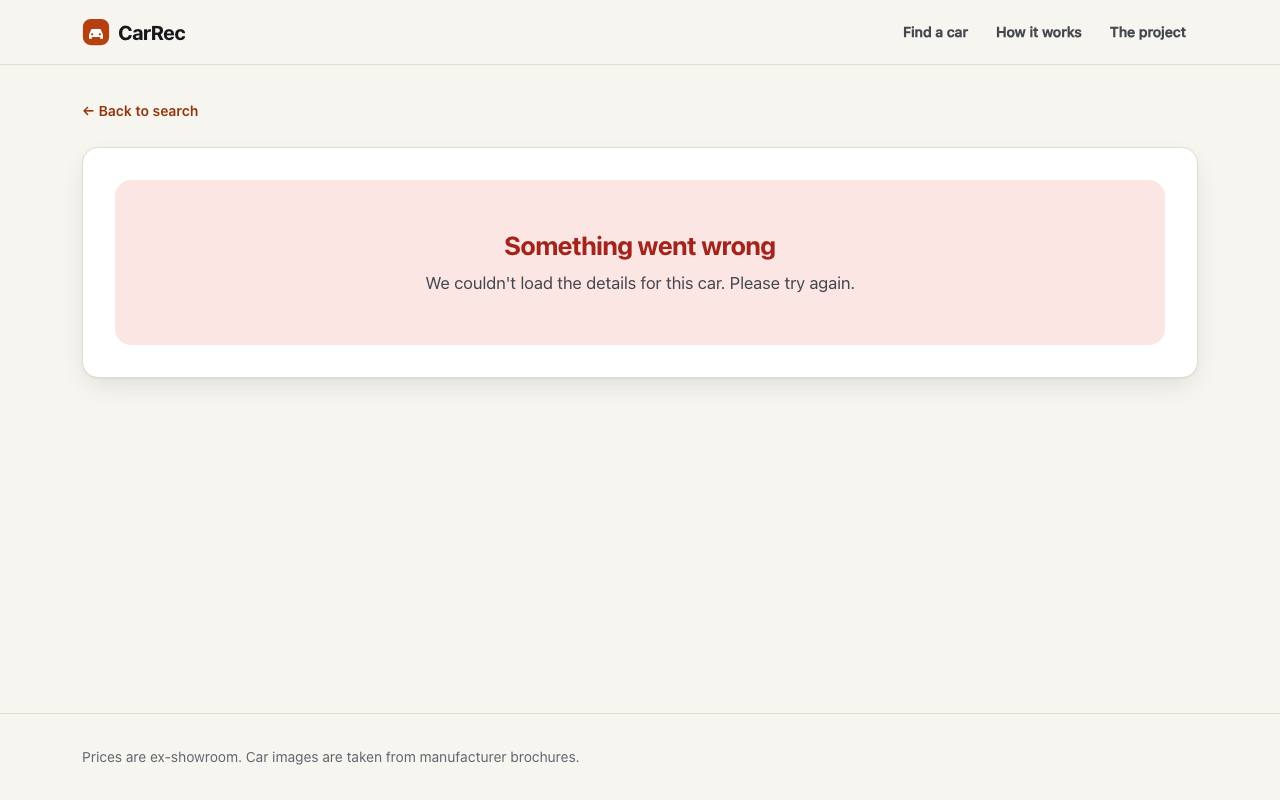 CarRec
Find a car
How it works
The project
← Back to search
Something went wrong
We couldn't load the details for this car. Please try again.
Prices are ex-showroom. Car images are taken from manufacturer brochures.